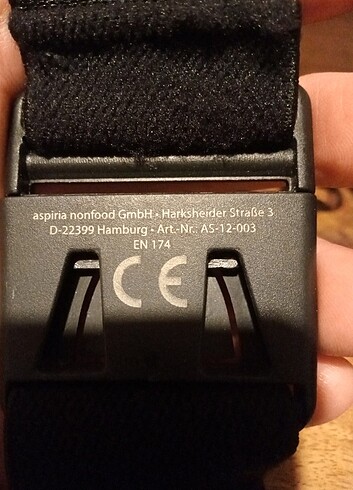 aspiria nonfood GmbH • Harksheider Straße 3
D-22399 Hamburg • Art.-Nr.: AS-12-003
EN 174
CE